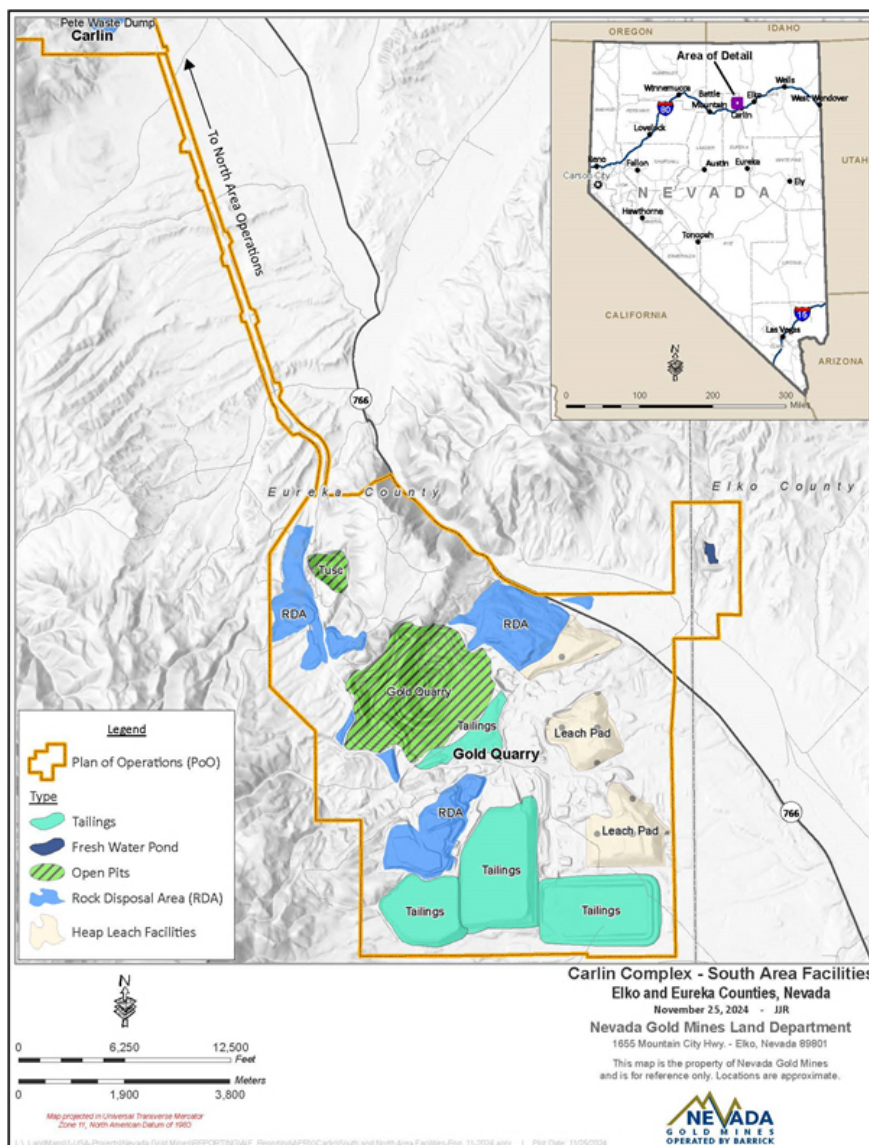 Pete Waste Dump
Carlin
To North Area Operations
OREGON
IDAHO
Area of Detail
Winnemucca
Battle
Mountain
Elko
Wells
West Wendover
Carlin
80
Lovelock
UTAH
Reno
Fallon
Austin
Eureka
Carson City
Ely
NEVADA
Hawthorne
Tonopah
CALIFORNIA
15
Las Vegas
ARIZONA
N
0 100 200 300
Miles
766
Eureka County
Elko County
Tusc
RDA
RDA
Gold Quarry
Tailings
Gold Quarry
Leach Pad
RDA
Leach Pad
766
Tailings
Tailings
Tailings
Legend
Plan of Operations (PoO)
Type
Tailings
Fresh Water Pond
Open Pits
Rock Disposal Area (RDA)
Heap Leach Facilities
N
0 6,250 12,500
Feet
Meters
0 1,900 3,800
Map projected in Universal Transverse Mercator
Zone 11, North American Datum of 1983
Carlin Complex - South Area Facilities
Elko and Eureka Counties, Nevada
November 25, 2024 - JJR
Nevada Gold Mines Land Department
1655 Mountain City Hwy. - Elko, Nevada 89801
This map is the property of Nevada Gold Mines
and is for reference only. Locations are approximate.
NEVADA
GOLD MINES
OPERATED BY BARRICK